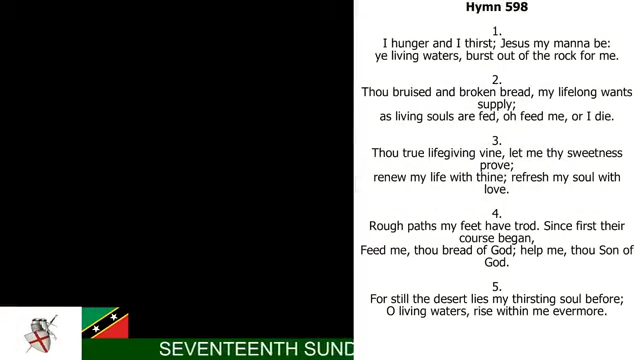 Hymn 598
1.
I hunger and I thirst; Jesus my manna be:
ye living waters, burst out of the rock for me.
2.
Thou bruised and broken bread, my lifelong wants
supply;
as living souls are fed, oh feed me, or I die.
3.
Thou true lifegiving vine, let me thy sweetness
prove;
renew my life with thine; refresh my soul with
love.
4.
Rough paths my feet have trod. Since first their
course began,
Feed me, thou bread of God; help me, thou Son of
God.
5.
For still the desert lies my thirsting soul before;
O living waters, rise within me evermore.
SEVENTEENTH SUND